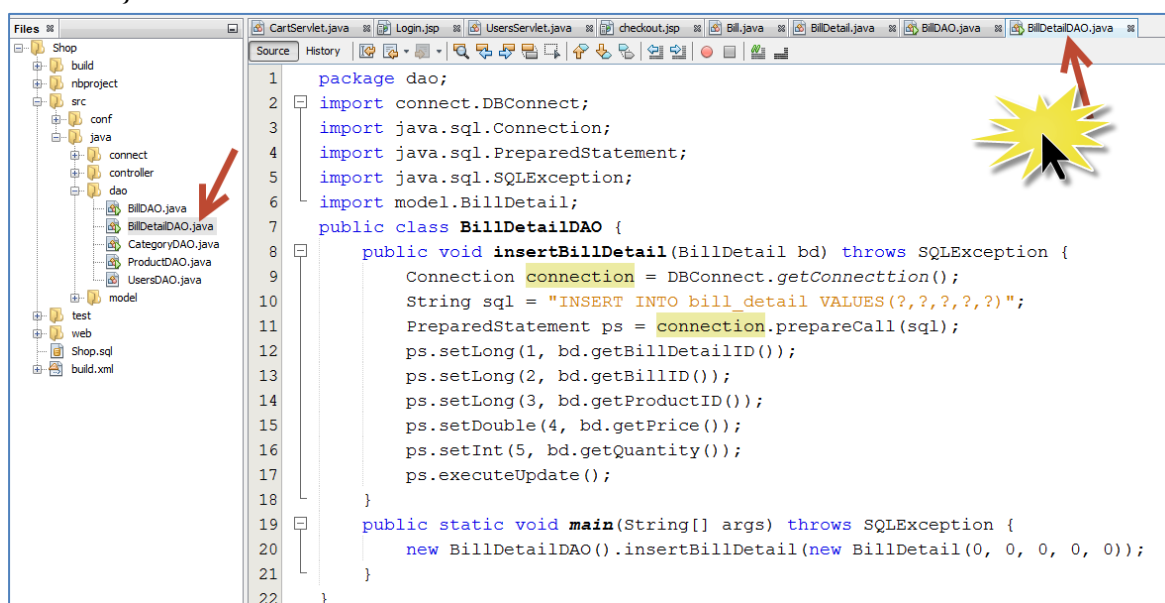 Files
Shop
build
nbproject
src
conf
java
connect
controller
dao
BillDAO.java
BillDetailDAO.java
CategoryDAO.java
ProductDAO.java
UsersDAO.java
model
test
web
Shop.sql
build.xml
CartServlet.java Login.jsp UsersServlet.java checkout.jsp Bill.java BillDetail.java BillDAO.java BillDetailDAO.java
Source History
1 package dao;
2 import connect.DBConnect;
3 import java.sql.Connection;
4 import java.sql.PreparedStatement;
5 import java.sql.SQLException;
6 import model.BillDetail;
7 public class BillDetailDAO {
8 public void insertBillDetail(BillDetail bd) throws SQLException {
9 Connection connection = DBConnect.getConnecttion();
10 String sql = "INSERT INTO bill_detail VALUES(?,?,?,?,?)";
11 PreparedStatement ps = connection.prepareCall(sql);
12 ps.setLong(1, bd.getBillDetailID());
13 ps.setLong(2, bd.getBillID());
14 ps.setLong(3, bd.getProductID());
15 ps.setDouble(4, bd.getPrice());
16 ps.setInt(5, bd.getQuantity());
17 ps.executeUpdate();
18 }
19 public static void main(String[] args) throws SQLException {
20 new BillDetailDAO().insertBillDetail(new BillDetail(0, 0, 0, 0, 0));
21 }
22 }